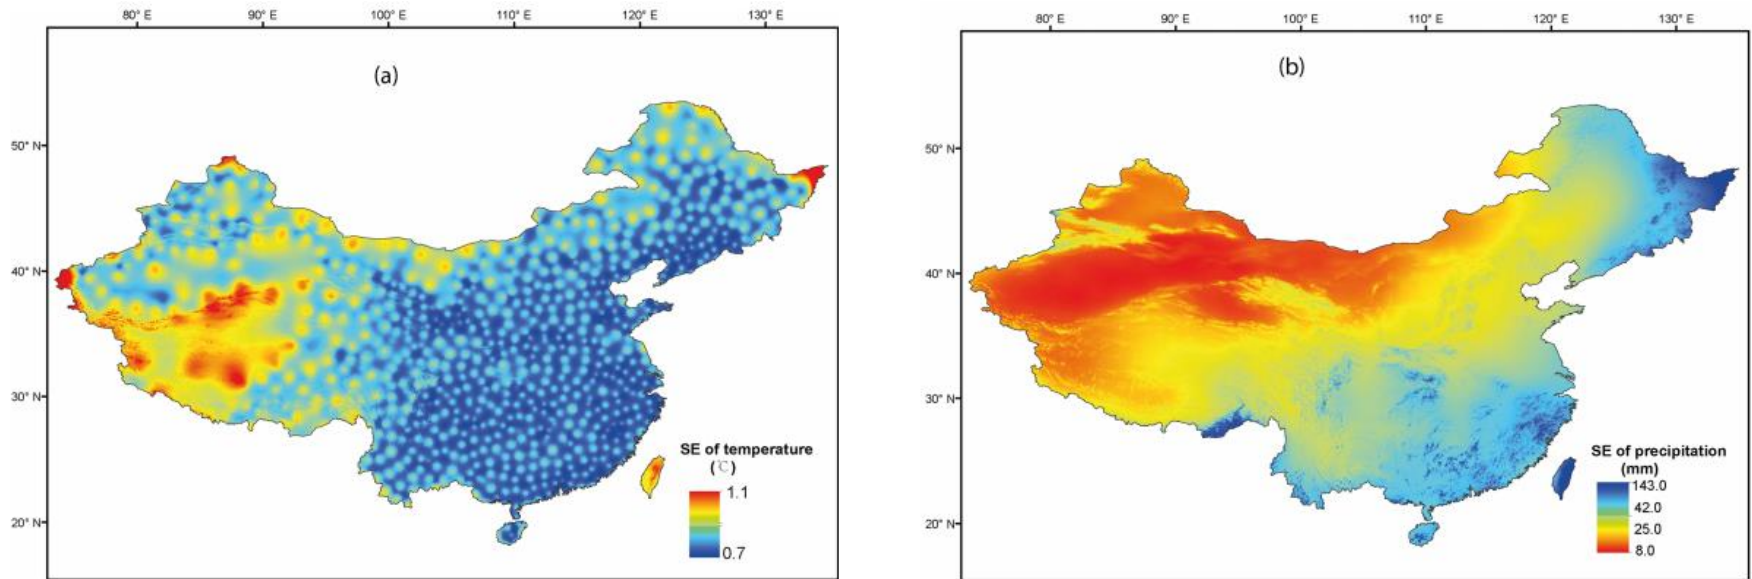 80° E 90° E 100° E 110° E 120° E 130° E
(a)
50° N
40° N
30° N
20° N
SE of temperature
(℃)
1.1
0.7
80° E 90° E 100° E 110° E 120° E 130° E
(b)
50° N
40° N
30° N
20° N
SE of precipitation
(mm)
143.0
42.0
25.0
8.0